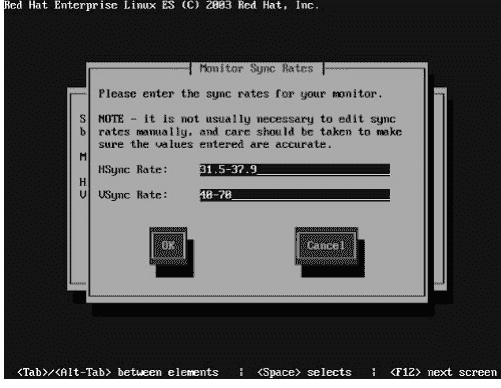 Red Hat Enterprise Linux ES (C) 2003 Red Hat, Inc.
Monitor Sync Rates
Please enter the sync rates for your monitor.
NOTE - it is not usually necessary to edit sync
rates manually, and care should be taken to make
sure the values entered are accurate.
HSync Rate: 31.5-37.9
VSync Rate: 40-70
OK Cancel
S
b
M
H
V
<Tab>/<Alt-Tab> between elements | <Space> selects | <F12> next screen